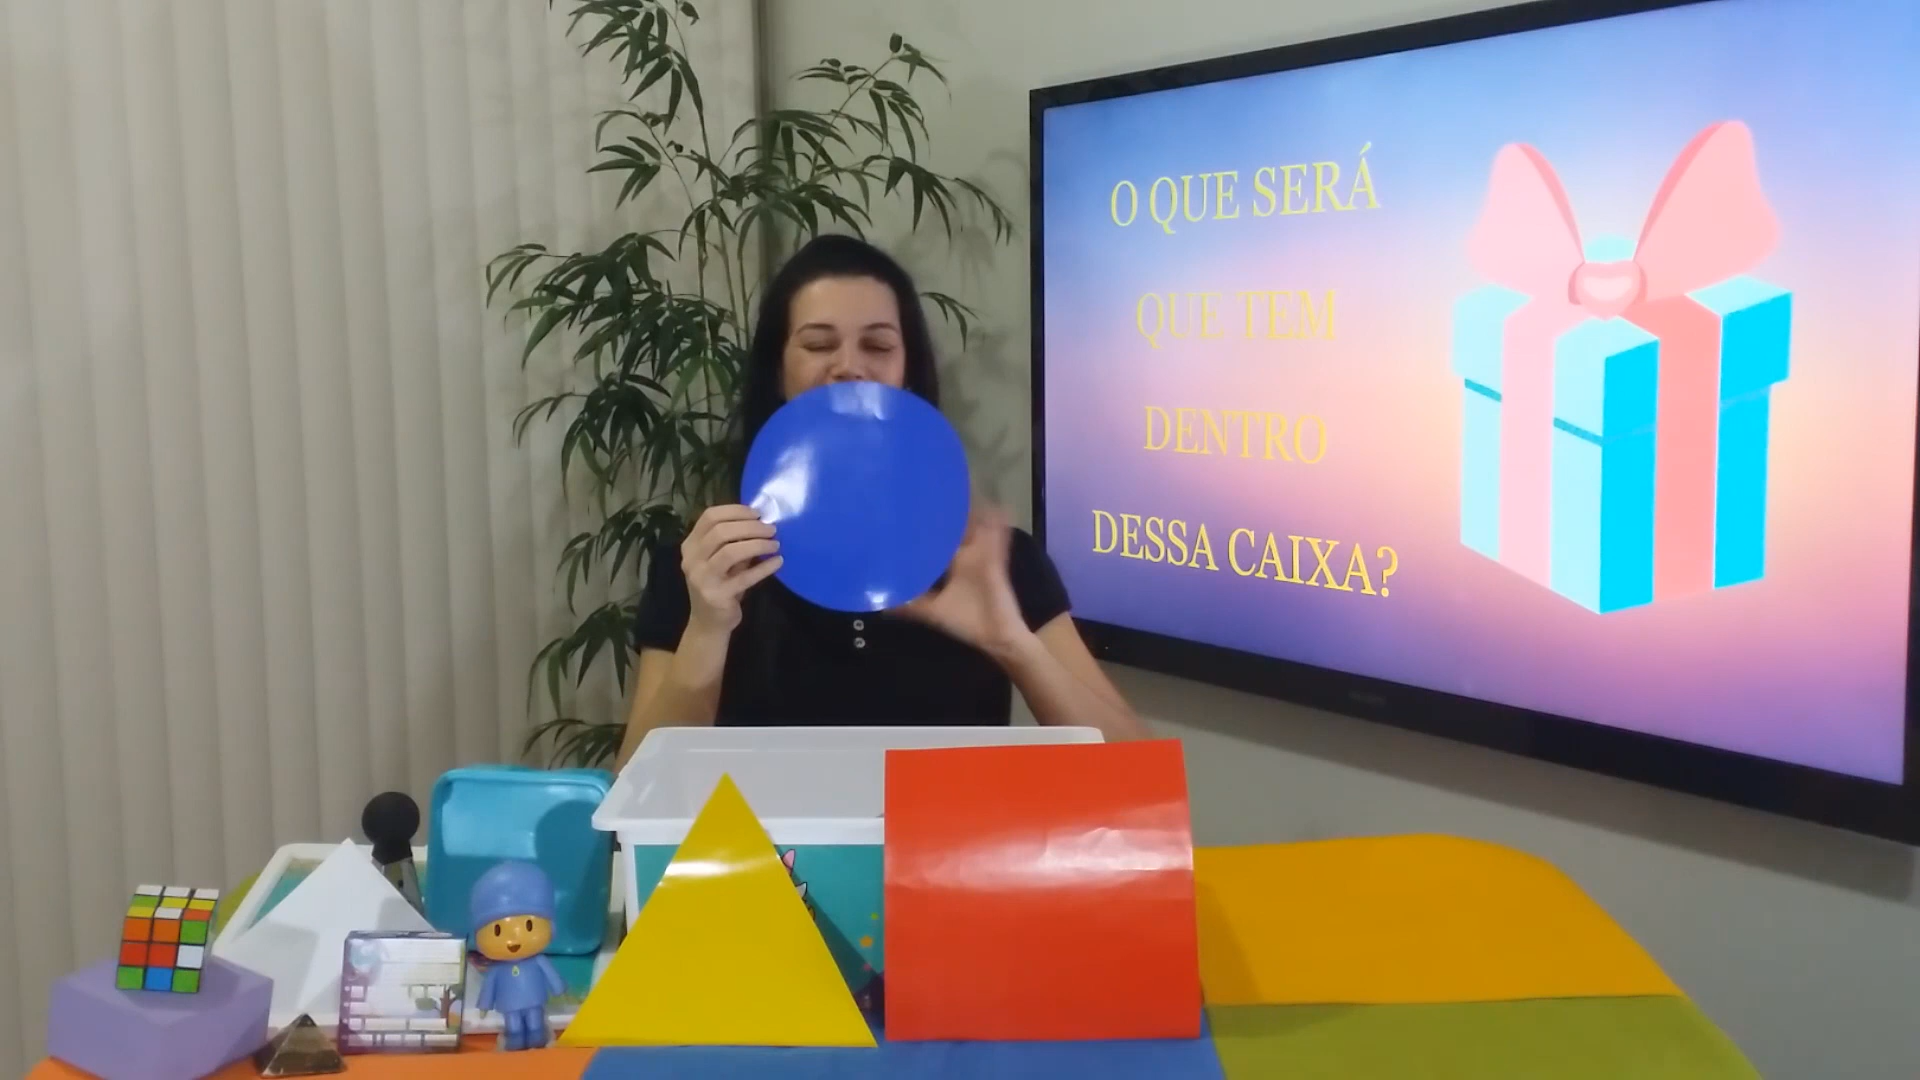 O QUE SERÁ
QUE TEM
DENTRO
DESSA CAIXA?